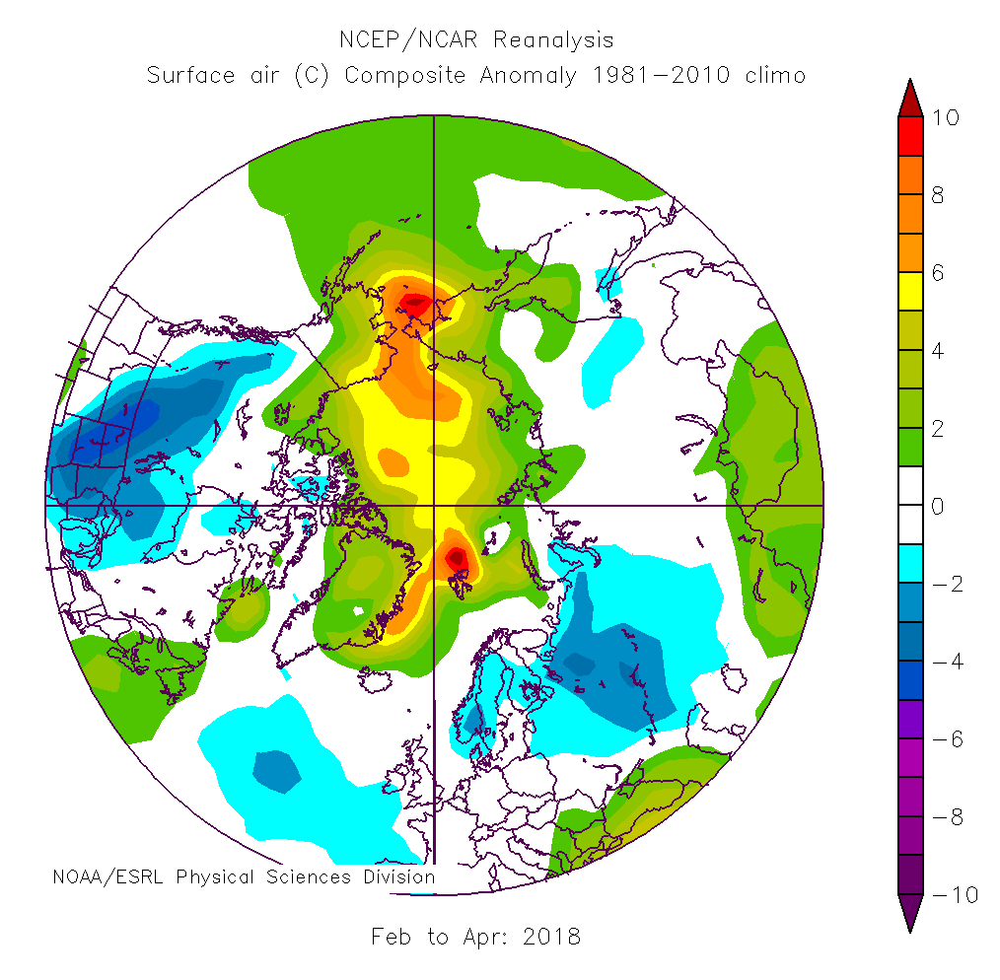 NCEP/NCAR Reanalysis
Surface air (C) Composite Anomaly 1981-2010 climo
10
8
6
4
2
0
-2
-4
-6
-8
-10
NOAA/ESRL Physical Sciences Division
Feb to Apr: 2018